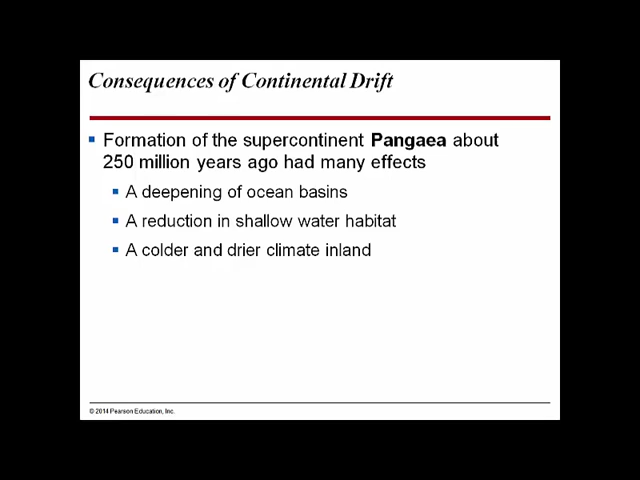 Consequences of Continental Drift
▪ Formation of the supercontinent Pangaea about
250 million years ago had many effects
▪ A deepening of ocean basins
▪ A reduction in shallow water habitat
▪ A colder and drier climate inland
© 2014 Pearson Education, Inc.